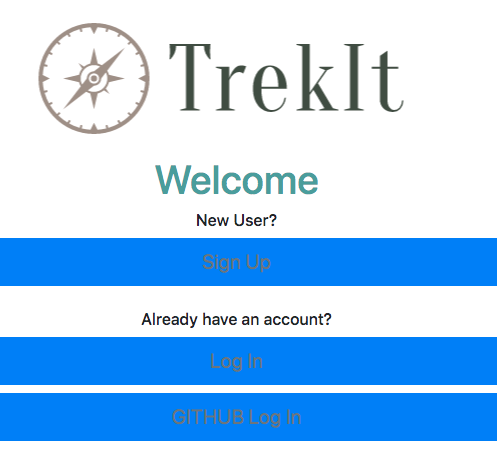 TrekIt
Welcome
New User?
Sign Up
Already have an account?
Log In
GITHUB Log In